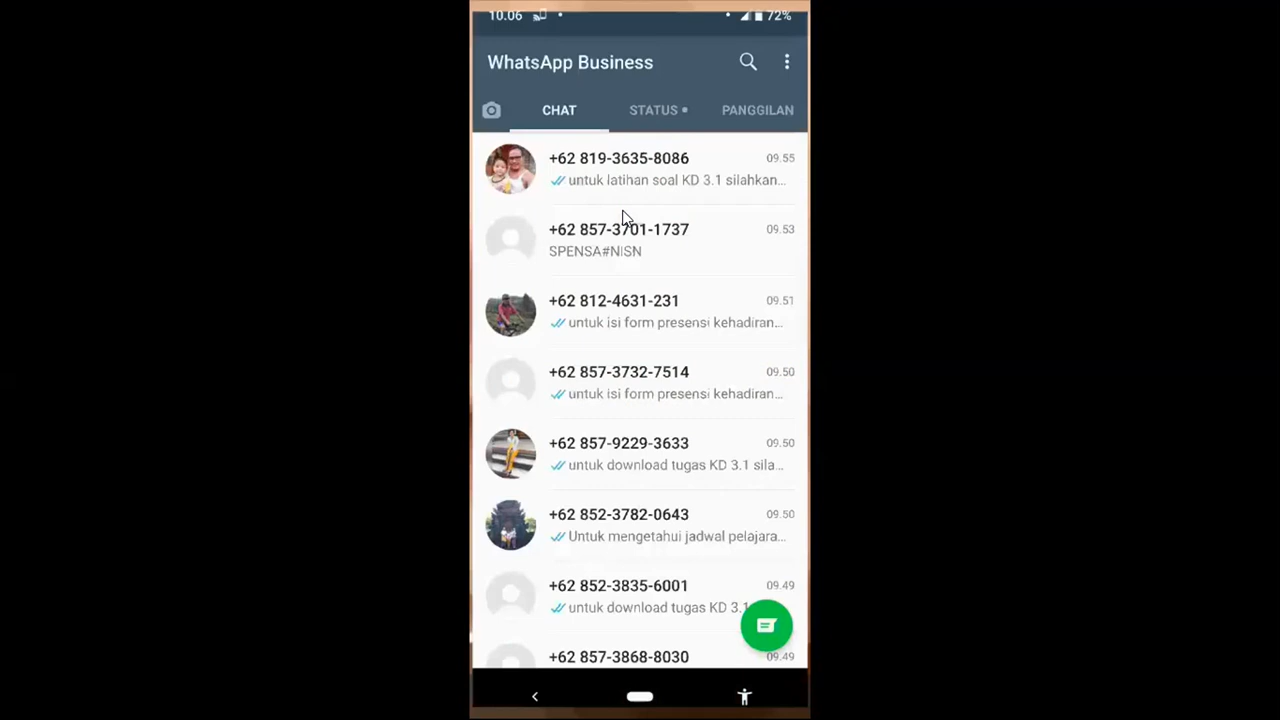 10.06 72%
WhatsApp Business
CHAT STATUS PANGGILAN
+62 819-3635-8086 09.55
untuk latihan soal KD 3.1 silahkan...
+62 857-3701-1737 09.53
SPENSA#NISN
+62 812-4631-231 09.51
untuk isi form presensi kehadiran...
+62 857-3732-7514 09.50
untuk isi form presensi kehadiran...
+62 857-9229-3633 09.50
untuk download tugas KD 3.1 sila...
+62 852-3782-0643 09.50
Untuk mengetahui jadwal pelajara...
+62 852-3835-6001 09.49
untuk download tugas KD 3.1
+62 857-3868-8030 09.49